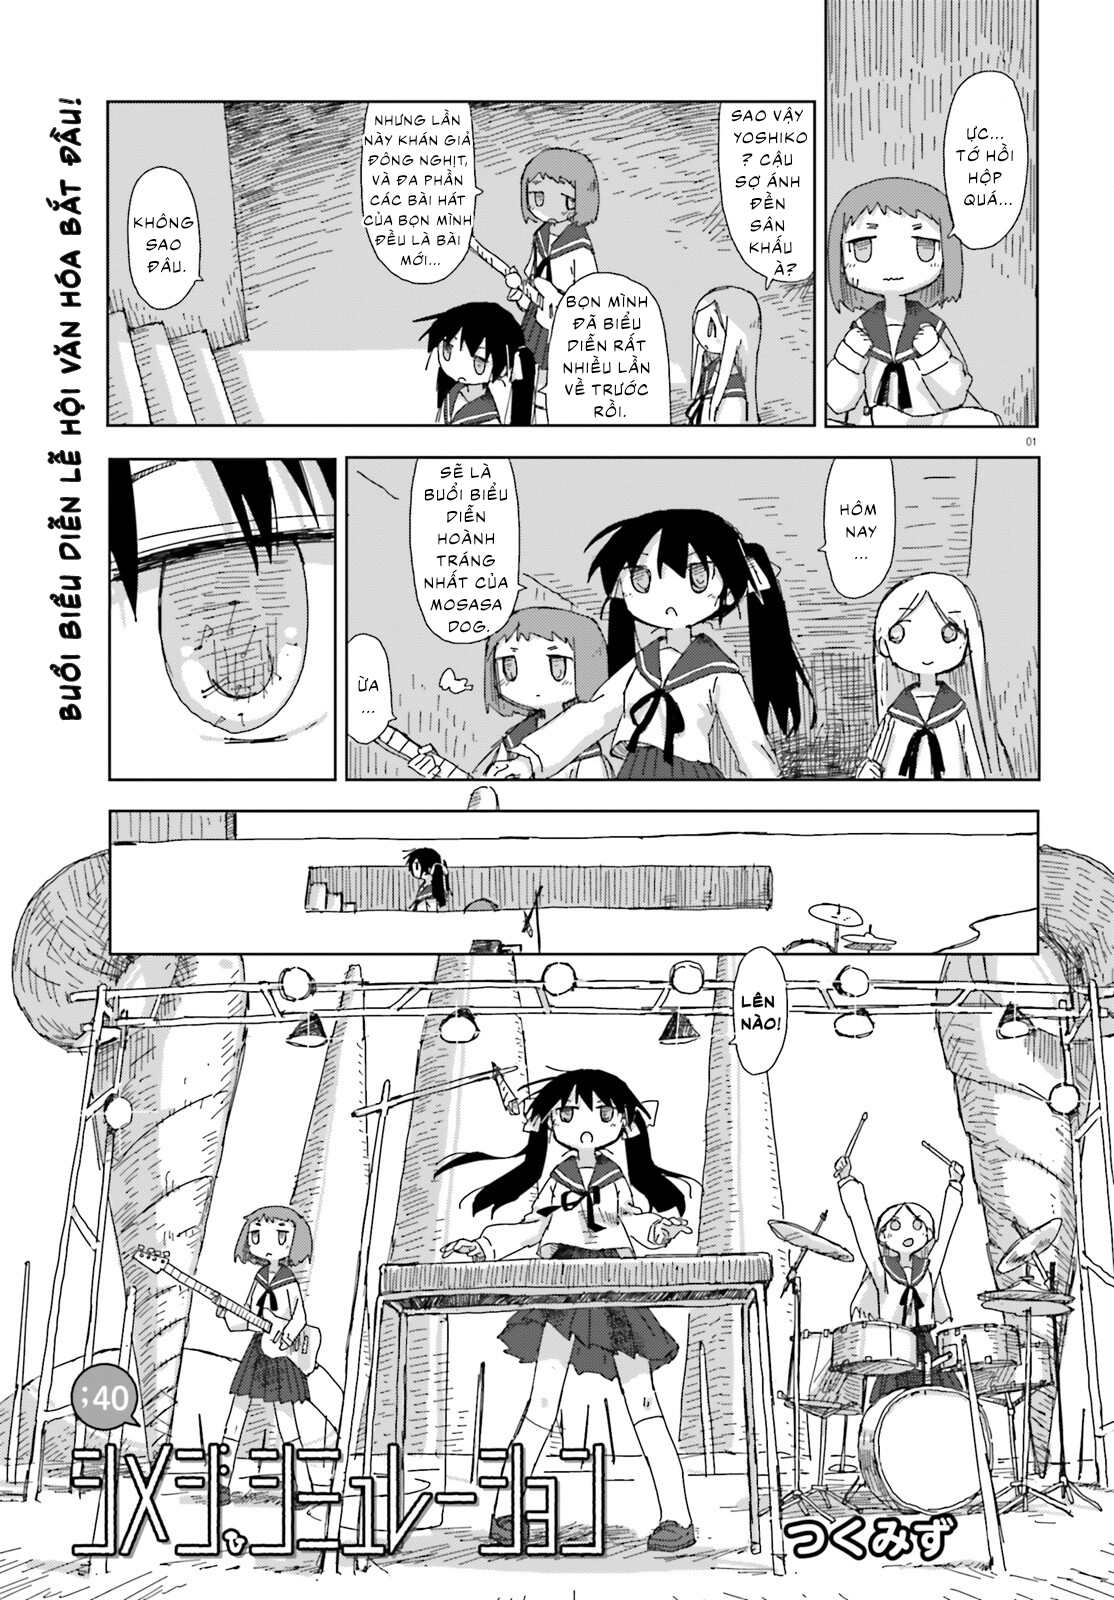 BUỔI BIỂU DIỄN LỄ HỘI VĂN HÓA BẮT ĐẦU!
ỰC...
TỚ HỒI
HỘP
QUÁ...
SAO VẬY
YOSHIKO
? CẬU
SỢ ÁNH
ĐỀN
SÂN
KHẤU
À?
NHƯNG LẦN
NÀY KHÁN GIẢ
ĐÔNG NGHỊT,
VÀ ĐA PHẦN
CÁC BÀI HÁT
CỦA BỌN MÌNH
ĐỀU LÀ BÀI
MỚI...
BỌN MÌNH
ĐÃ BIỂU
DIỄN RẤT
NHIỀU LẦN
VỀ TRƯỚC
RỒI.
KHÔNG
SAO
ĐÂU.
01
HÔM
NAY
...
SẼ LÀ
BUỔI BIỂU
DIỄN
HOÀNH
TRÁNG
NHẤT CỦA
MOSASA
DOG.
ỪA
...
LÊN
NÀO!
;40
シメジシミュレーション
つくみず